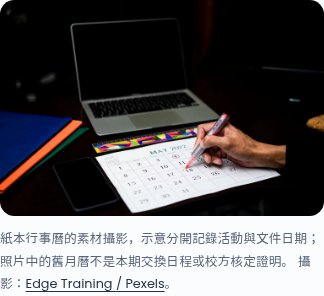 MAY 2022
紙本行事曆的素材攝影，示意分開記錄活動與文件日期；
照片中的舊月曆不是本期交換日程或校方核定證明。 攝
影：Edge Training / Pexels。